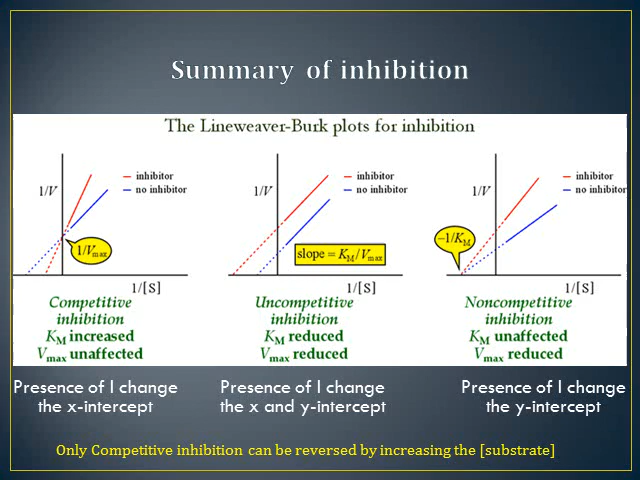 Summary of inhibition
The Lineweaver-Burk plots for inhibition
1/V
inhibitor
no inhibitor
1/Vmax
1/[S]
Competitive
inhibition
KM increased
Vmax unaffected
1/V
inhibitor
no inhibitor
slope = KM/Vmax
1/[S]
Uncompetitive
inhibition
KM reduced
Vmax reduced
1/V
inhibitor
no inhibitor
−1/KM
1/[S]
Noncompetitive
inhibition
KM unaffected
Vmax reduced
Presence of I change
the x-intercept
Presence of I change
the x and y-intercept
Presence of I change
the y-intercept
Only Competitive inhibition can be reversed by increasing the [substrate]